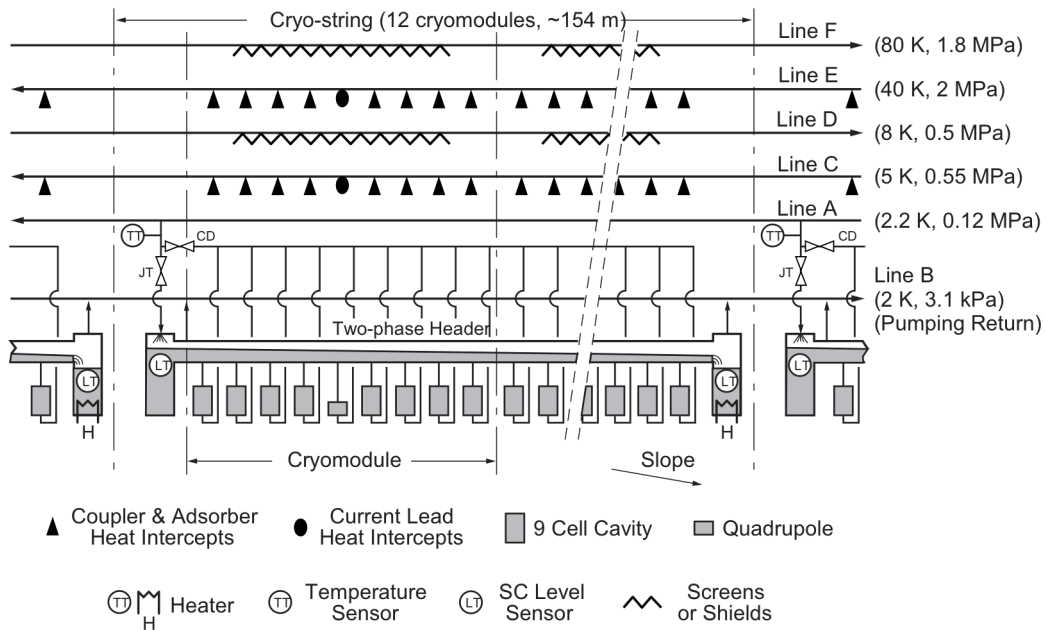 Cryo-string (12 cryomodules, ~154 m)
Line F
(80 K, 1.8 MPa)
Line E
(40 K, 2 MPa)
Line D
(8 K, 0.5 MPa)
Line C
(5 K, 0.55 MPa)
Line A
(2.2 K, 0.12 MPa)
TT
CD
TT
CD
JT
JT
Line B
(2 K, 3.1 kPa)
(Pumping Return)
Two-phase Header
LT
LT
LT
LT
H
H
Cryomodule
Slope
Coupler & Adsorber
Heat Intercepts
Current Lead
Heat Intercepts
9 Cell Cavity
Quadrupole
TT
H
Heater
TT
Temperature
Sensor
LT
SC Level
Sensor
Screens
or Shields